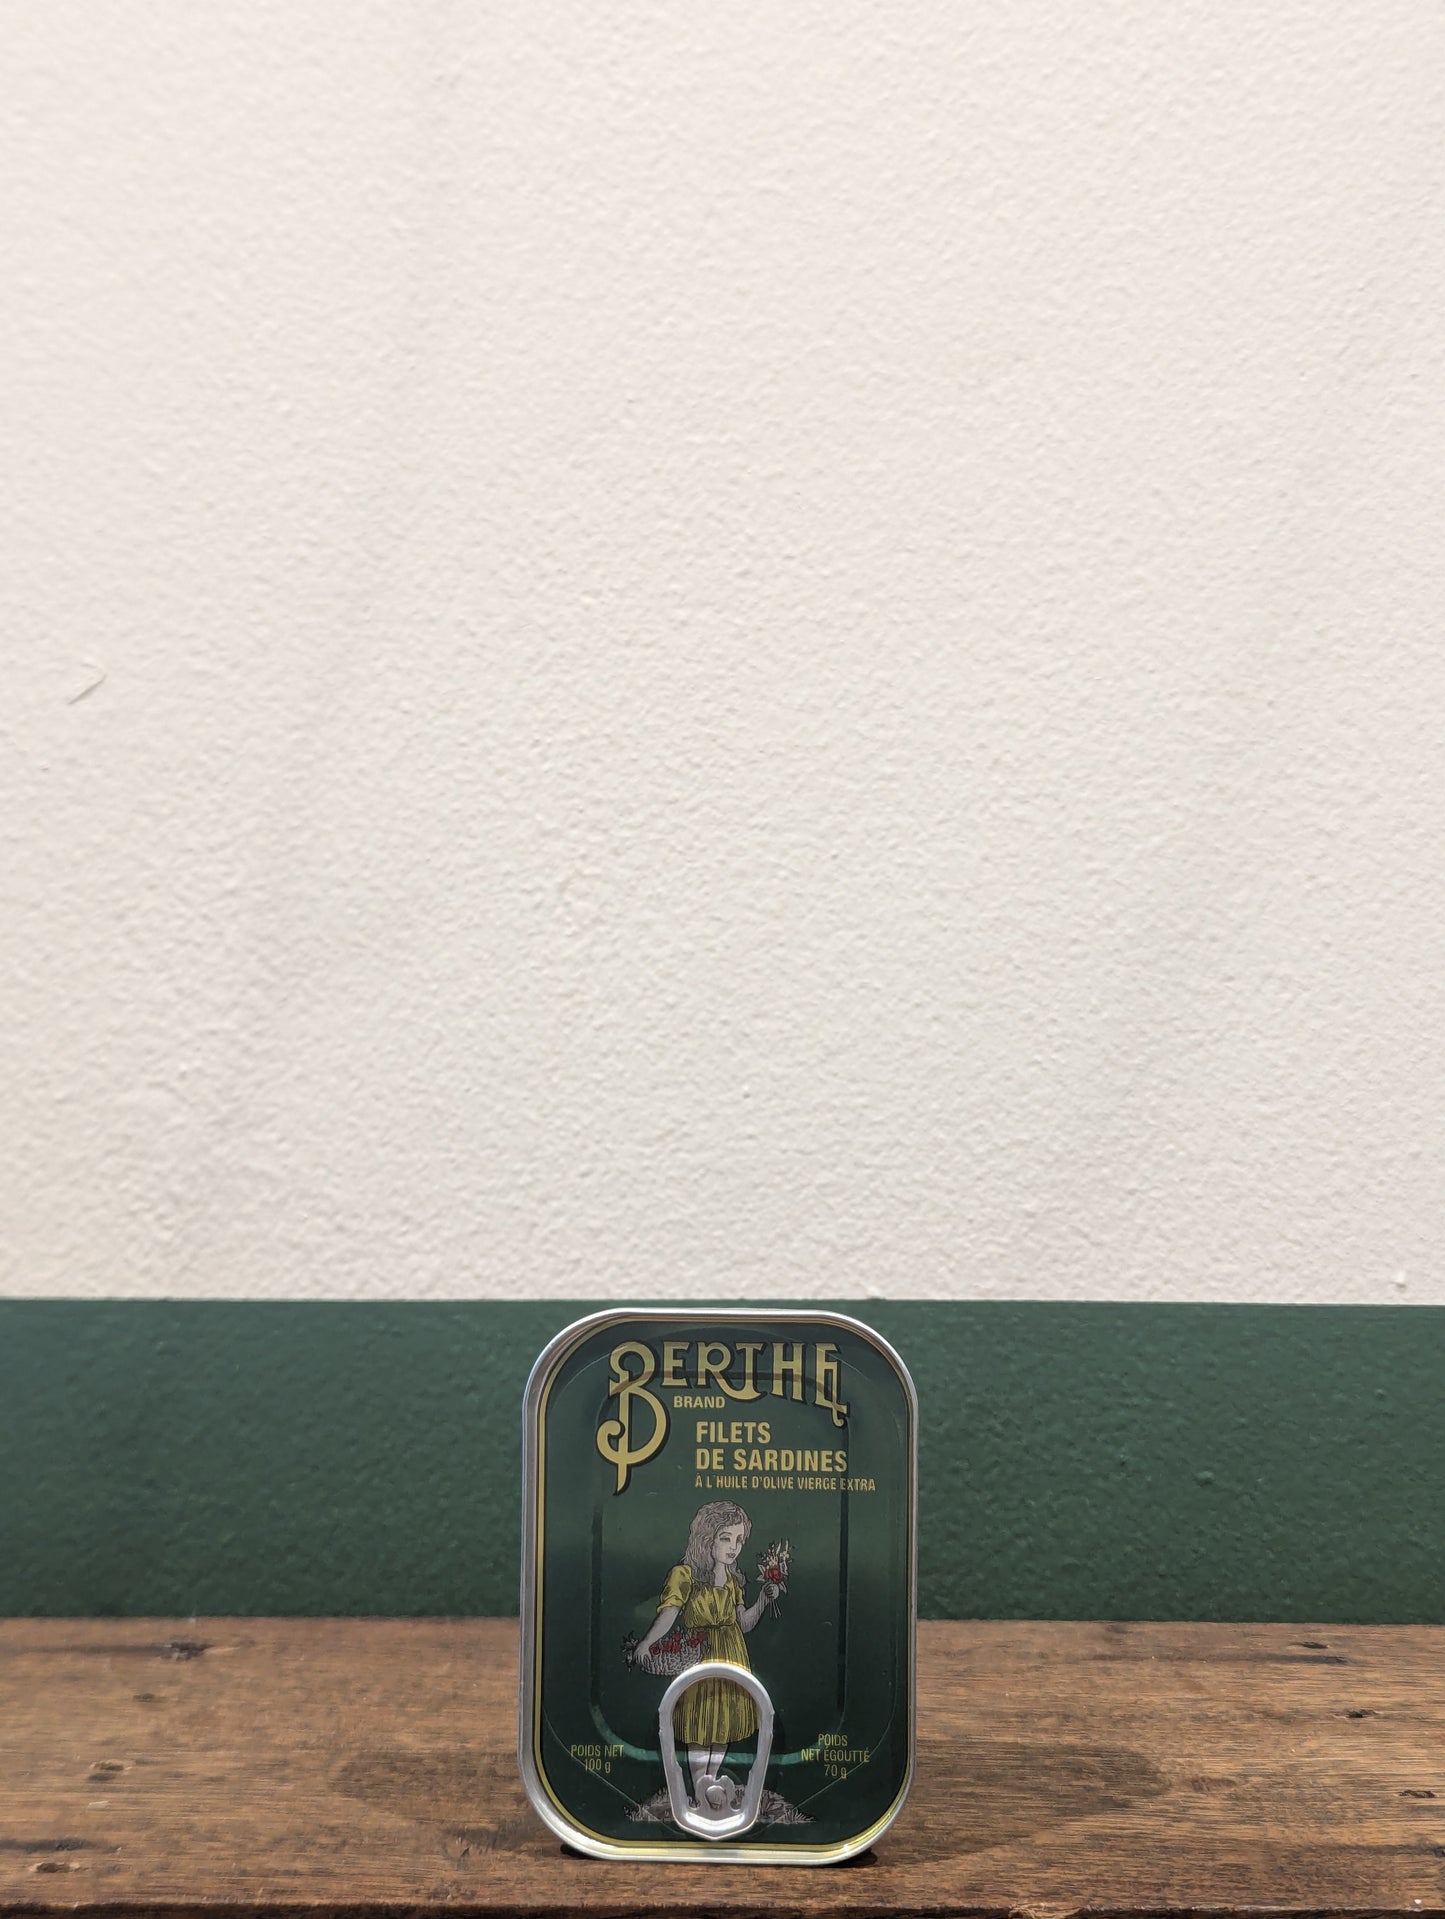 BERTHE
BRAND
FILETS
DE SARDINES
À L'HUILE D'OLIVE VIERGE EXTRA
POIDS NET
100 g
POIDS
NET ÉGOUTTÉ
70 g